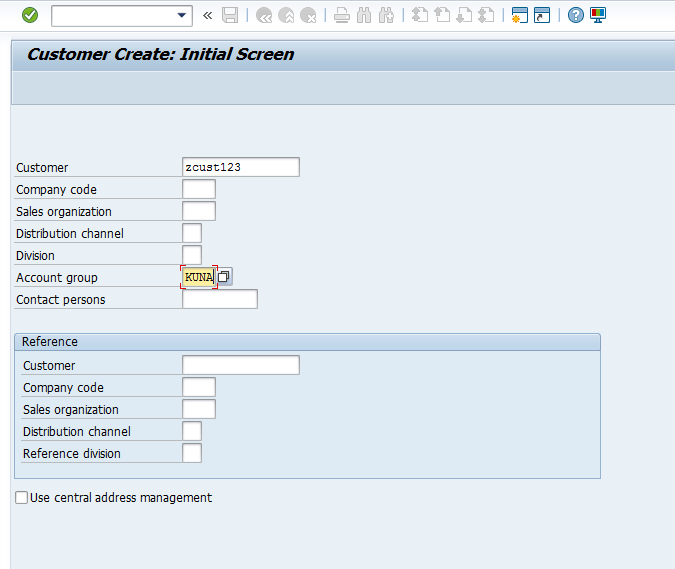 Customer Create: Initial Screen
Customer zcust123
Company code
Sales organization
Distribution channel
Division
Account group KUNA
Contact persons
Reference
Customer
Company code
Sales organization
Distribution channel
Reference division
Use central address management